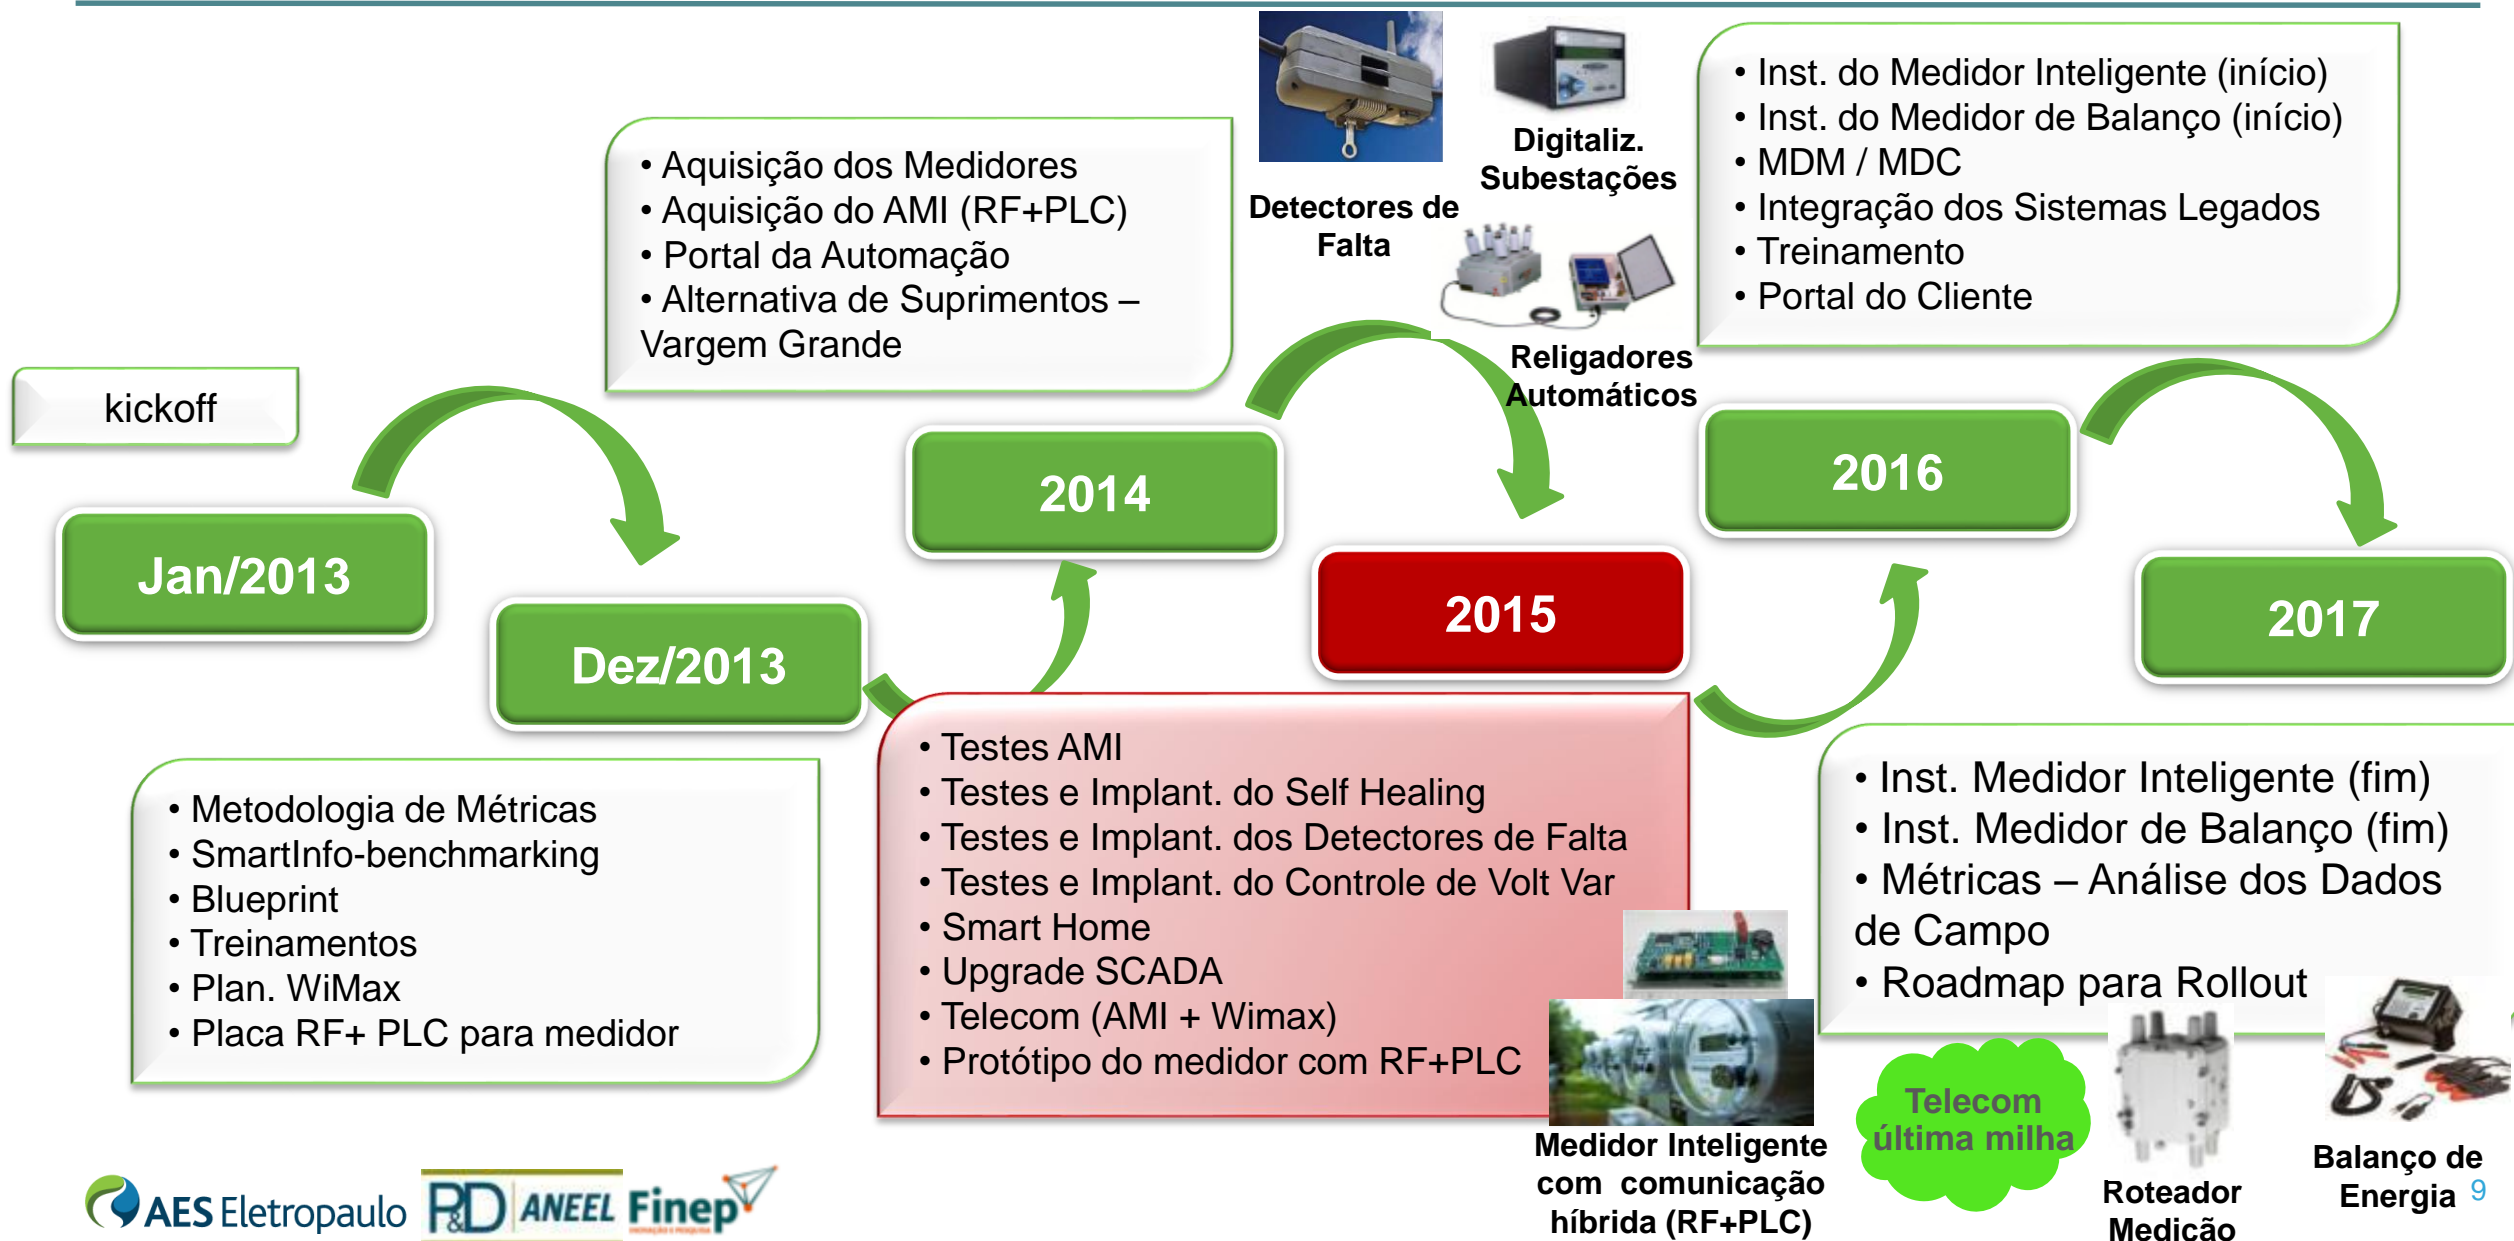 kickoff
Jan/2013
Dez/2013
• Metodologia de Métricas
• SmartInfo-benchmarking
• Blueprint
• Treinamentos
• Plan. WiMax
• Placa RF+ PLC para medidor
• Aquisição dos Medidores
• Aquisição do AMI (RF+PLC)
• Portal da Automação
• Alternativa de Suprimentos –
Vargem Grande
2014
Detectores de
Falta
Digitaliz.
Subestações
Religadores
Automáticos
2015
• Testes AMI
• Testes e Implant. do Self Healing
• Testes e Implant. dos Detectores de Falta
• Testes e Implant. do Controle de Volt Var
• Smart Home
• Upgrade SCADA
• Telecom (AMI + Wimax)
• Protótipo do medidor com RF+PLC
• Inst. do Medidor Inteligente (início)
• Inst. do Medidor de Balanço (início)
• MDM / MDC
• Integração dos Sistemas Legados
• Treinamento
• Portal do Cliente
2016
2017
• Inst. Medidor Inteligente (fim)
• Inst. Medidor de Balanço (fim)
• Métricas – Análise dos Dados
de Campo
• Roadmap para Rollout
Medidor Inteligente
com comunicação
híbrida (RF+PLC)
Telecom
última milha
Roteador
Medição
Balanço de
Energia
9
AES Eletropaulo
P&D ANEEL
Finep